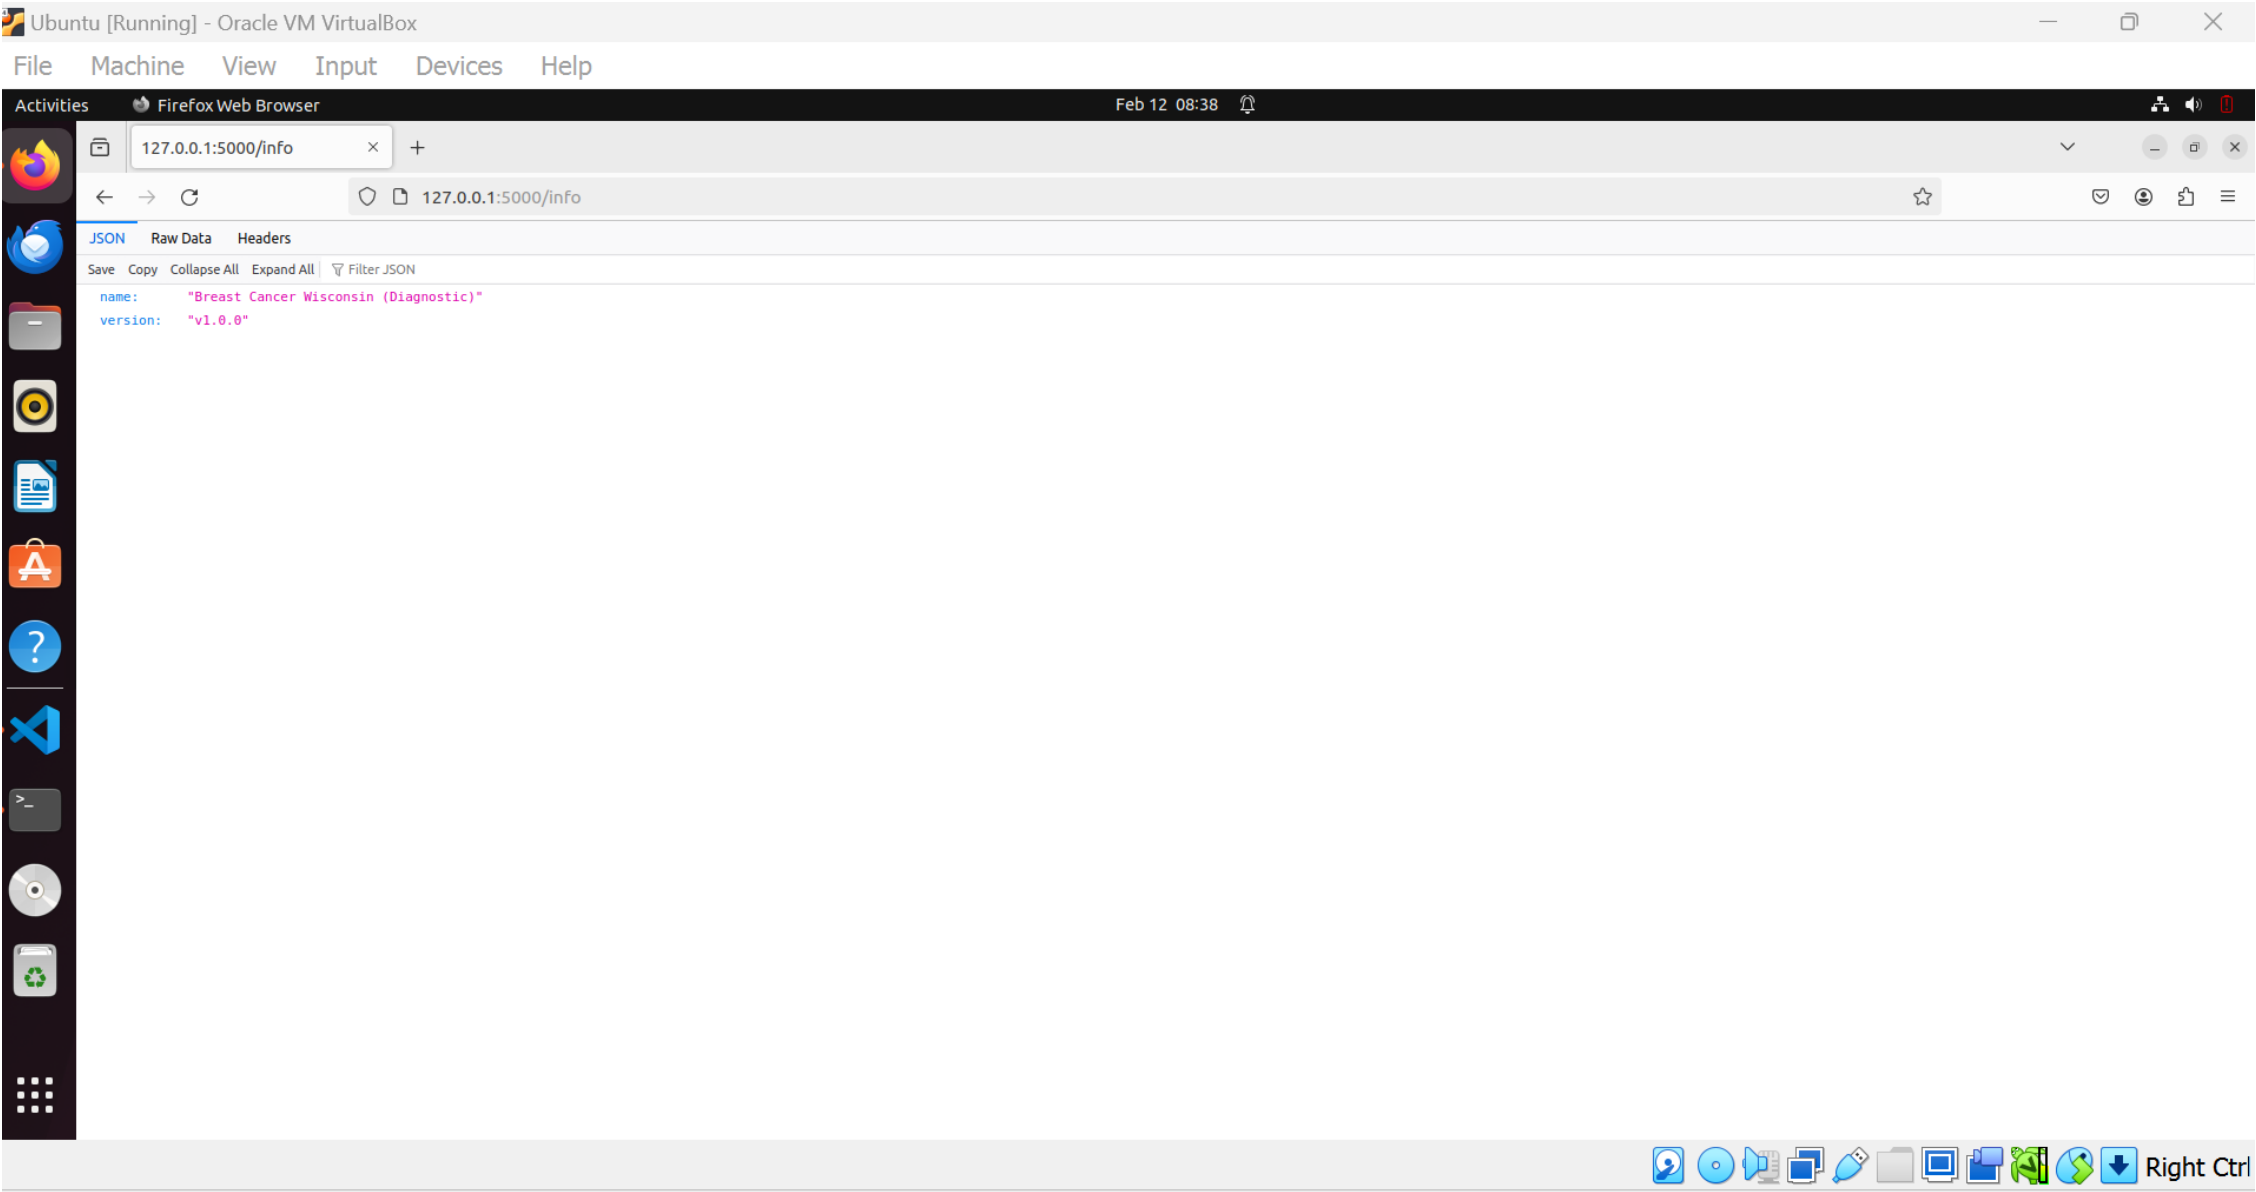 Ubuntu [Running] - Oracle VM VirtualBox
File Machine View Input Devices Help
Activities Firefox Web Browser Feb 12 08:38
127.0.0.1:5000/info
127.0.0.1:5000/info
JSON Raw Data Headers
Save Copy Collapse All Expand All Filter JSON
name: "Breast Cancer Wisconsin (Diagnostic)"
version: "v1.0.0"
Right Ctrl